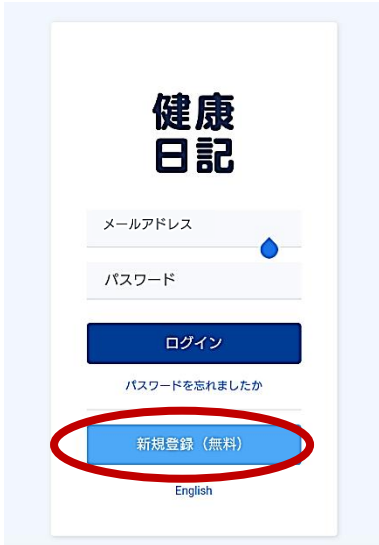 健康
日記
メールアドレス
パスワード
ログイン
パスワードを忘れましたか
新規登録（無料）
English